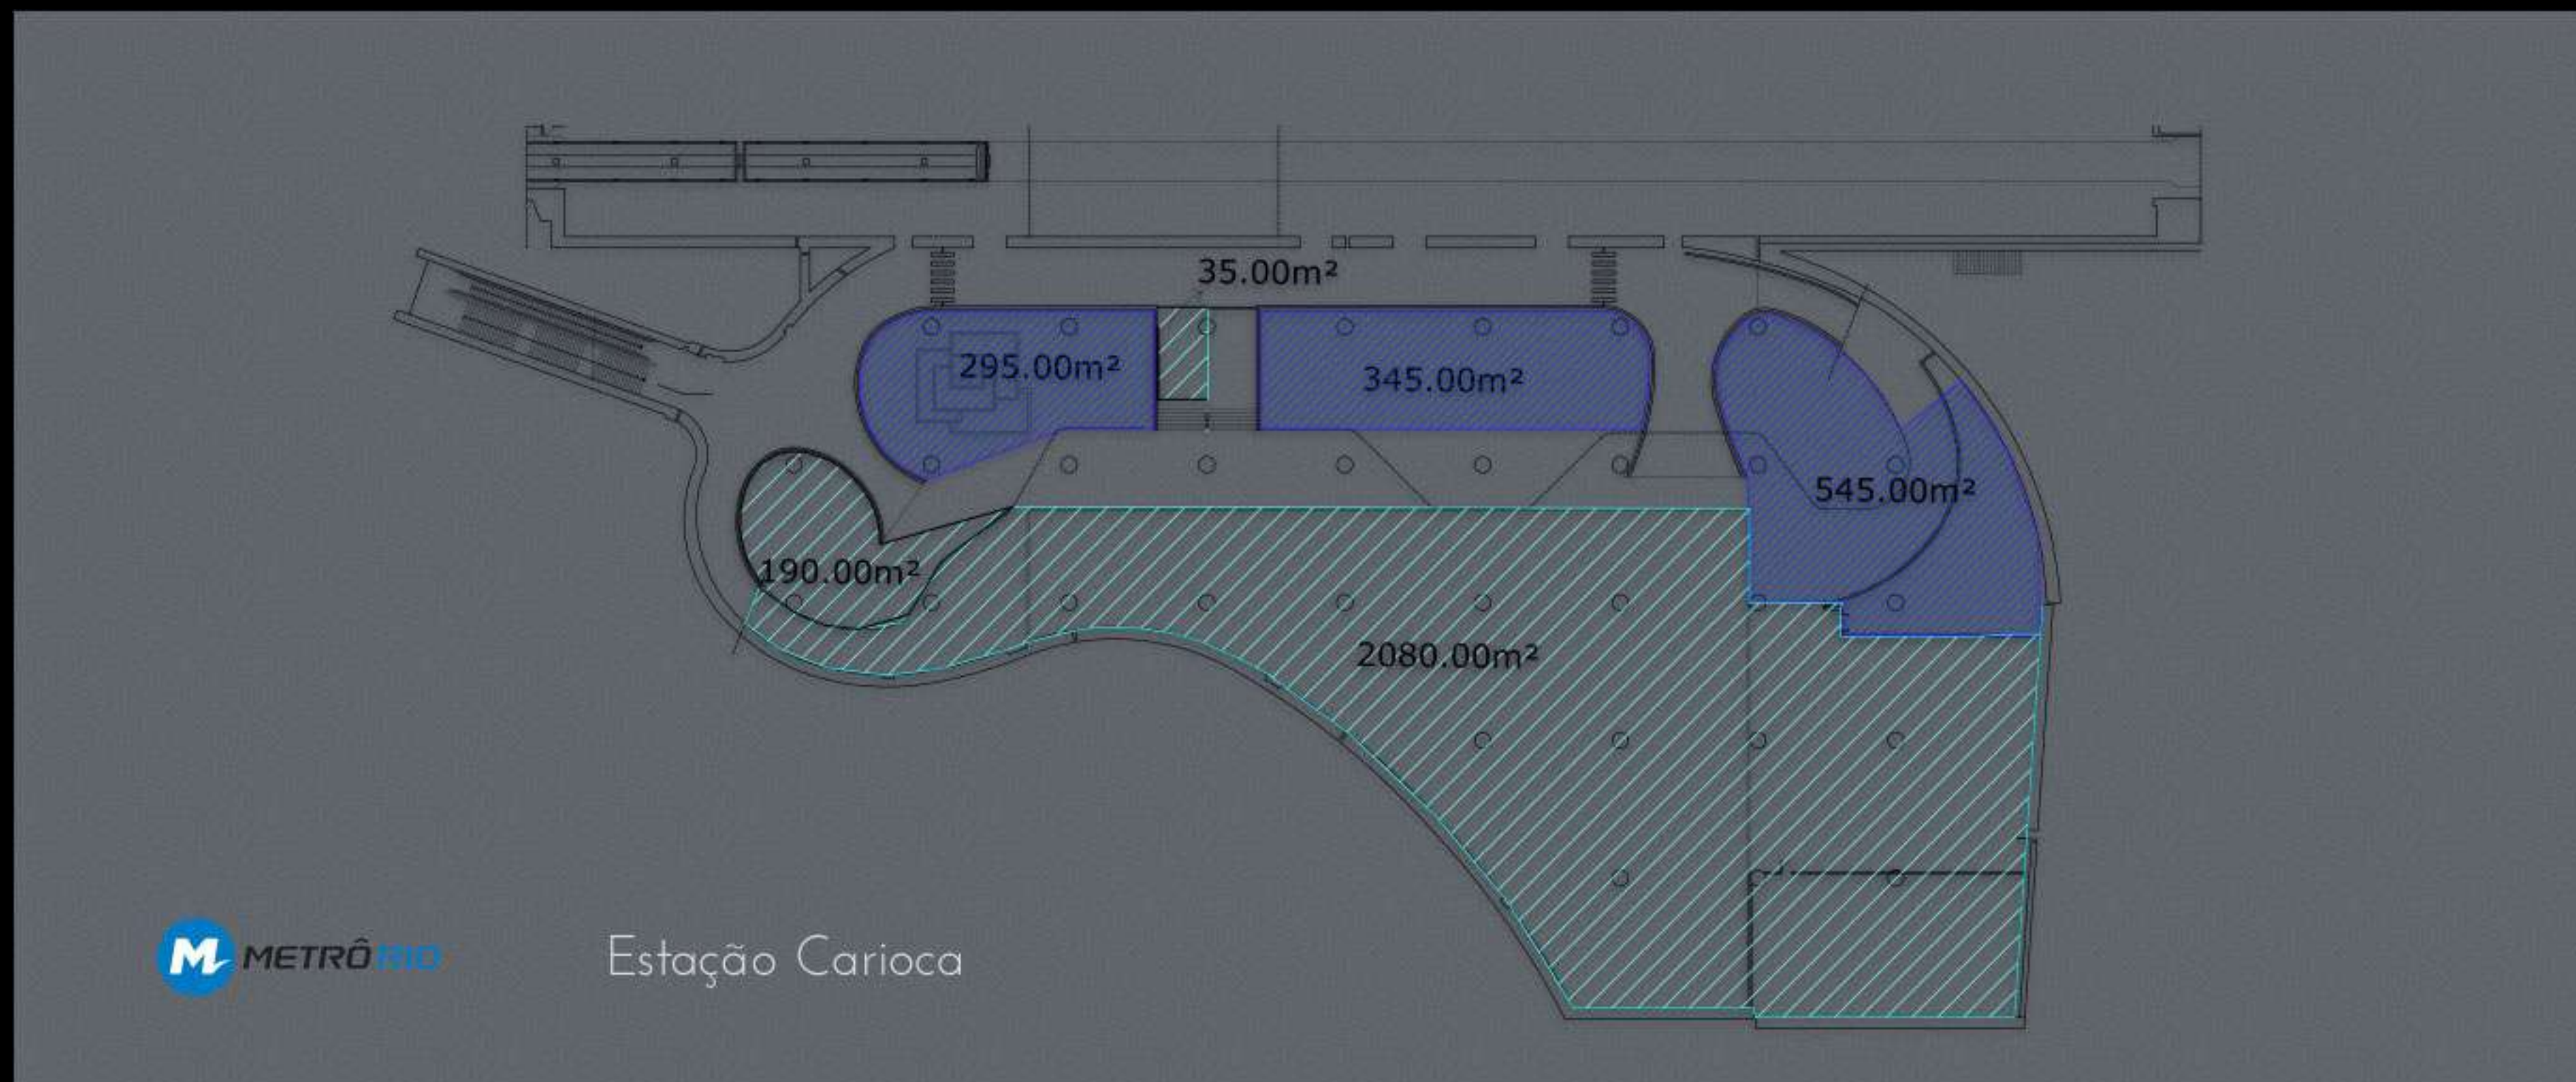 35.00m²
295.00m²
345.00m²
545.00m²
190.00m²
2080.00m²
METRÔ RIO
Estação Carioca